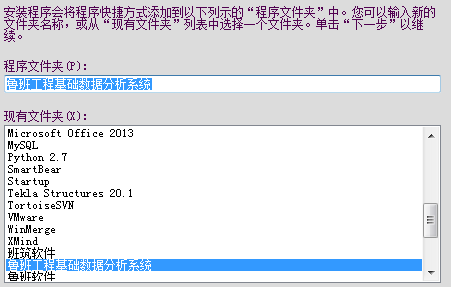 安装程序会将程序快捷方式添加到以下列示的“程序文件夹”中。您可以输入新的
文件夹名称，或从“现有文件夹”列表中选择一个文件夹。单击“下一步”以继
续。
程序文件夹(P):
鲁班工程基础数据分析系统
现有文件夹(X):
Microsoft Office 2013
MySQL
Python 2.7
SmartBear
Startup
Tekla Structures 20.1
TortoiseSVN
VMware
WinMerge
XMind
班筑软件
鲁班工程基础数据分析系统
鲁班软件